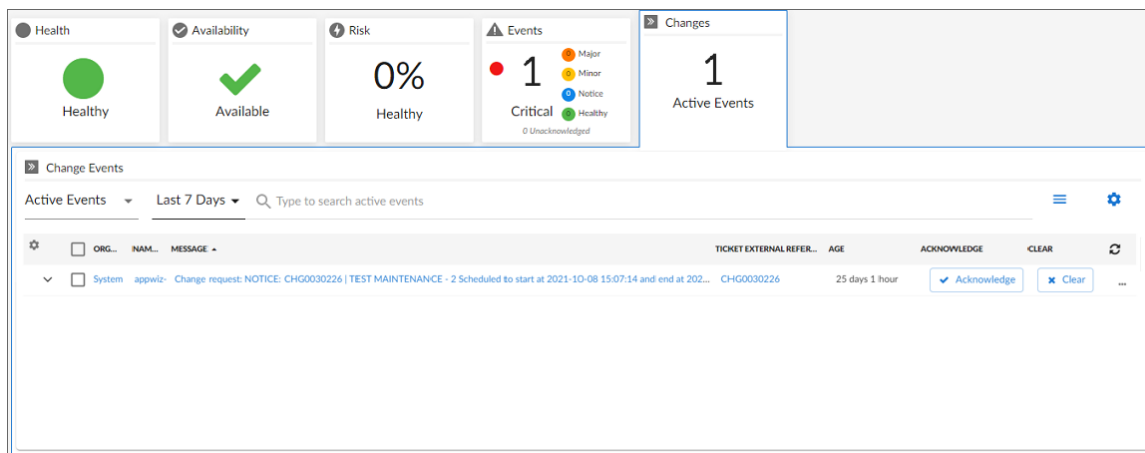 Health
Healthy
Availability
Available
Risk
0%
Healthy
Events
1
Critical
0 Major
0 Minor
0 Notice
0 Healthy
0 Unacknowledged
Changes
1
Active Events
Change Events
Active Events
Last 7 Days
Type to search active events
ORG... NAM... MESSAGE TICKET EXTERNAL REFER... AGE ACKNOWLEDGE CLEAR
System appwiz- Change request: NOTICE: CHG0030226 | TEST MAINTENANCE - 2 Scheduled to start at 2021-10-08 15:07:14 and end at 202... CHG0030226 25 days 1 hour Acknowledge Clear ...